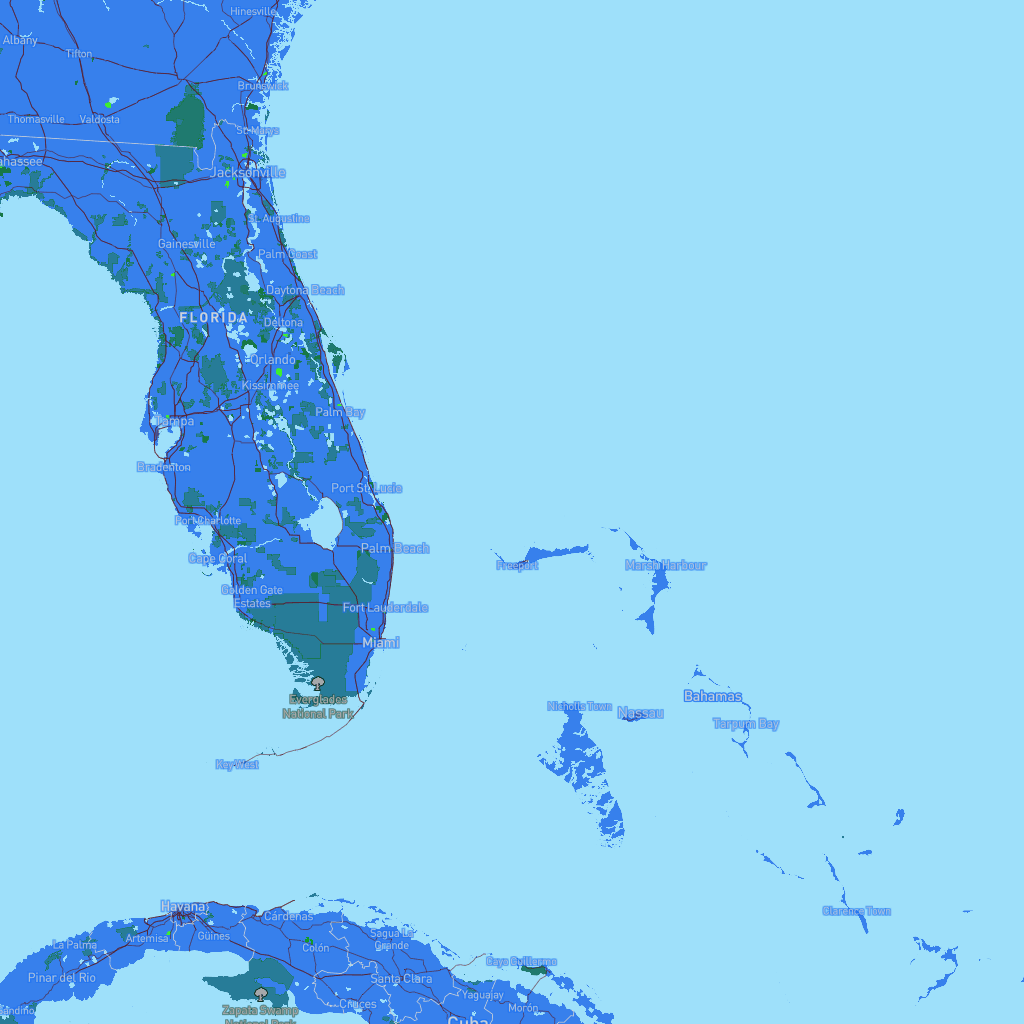 Hinesville
Albany
Tifton
Brunswick
Thomasville
Valdosta
St. Marys
ahassee
Jacksonville
St. Augustine
Gainesville
Palm Coast
Daytona Beach
FLORIDA
Deltona
Orlando
Kissimmee
Palm Bay
Tampa
Bradenton
Port St. Lucie
Port Charlotte
Palm Beach
Cape Coral
Freeport
Marsh Harbour
Golden Gate
Estates
Fort Lauderdale
Miami
Everglades
National Park
Bahamas
Nicholls Town
Nassau
Tarpum Bay
Key West
Havana
Cárdenas
Clarence Town
Artemisa
Güines
Sagua La
Grande
La Palma
Colón
Cayo Guillermo
Pinar del Río
Santa Clara
Yaguajay
Cruces
Morón
Sandino
Zapata Swamp
National Park
Cuba